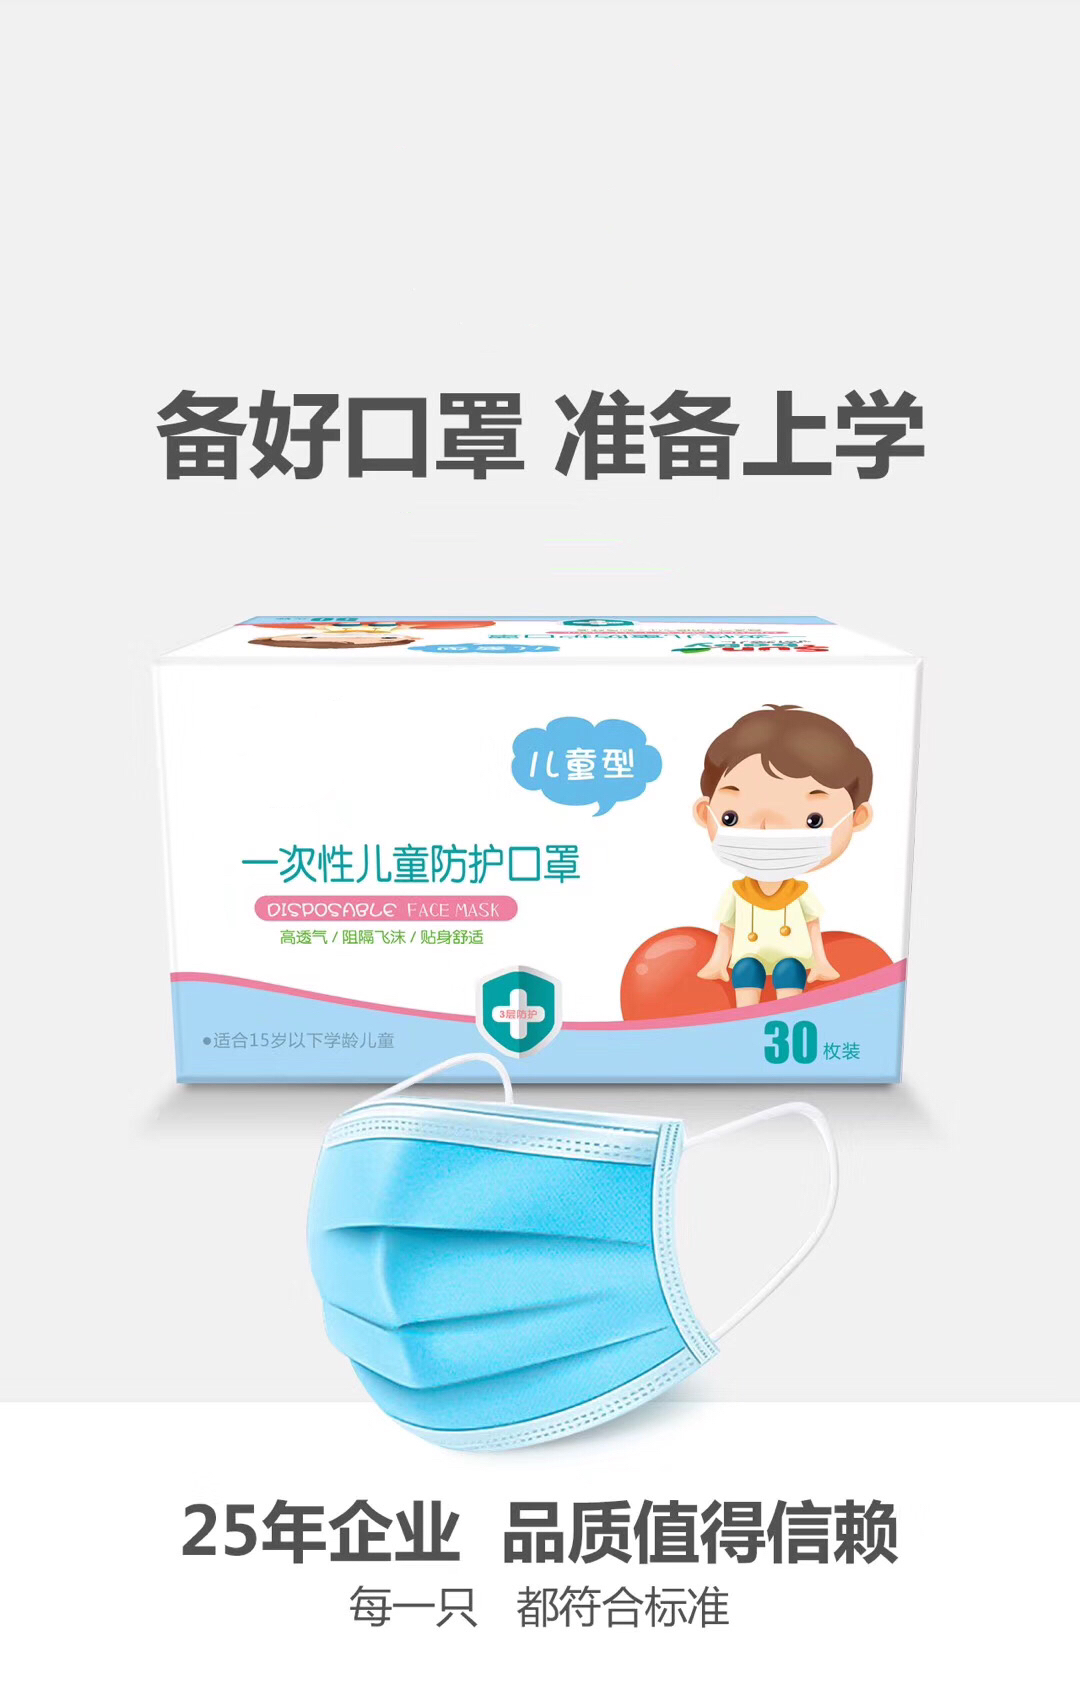 备好口罩 准备上学
儿童型
一次性儿童防护口罩
DISPOSABLE FACE MASK
高透气 / 阻隔飞沫 / 贴身舒适
3层防护
●适合15岁以下学龄儿童
30枚装
25年企业 品质值得信赖
每一只 都符合标准